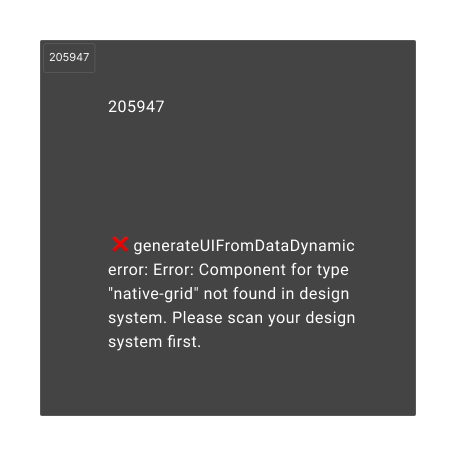 205947
205947
❌ generateUIFromDataDynamic
error: Error: Component for type
"native-grid" not found in design
system. Please scan your design
system first.